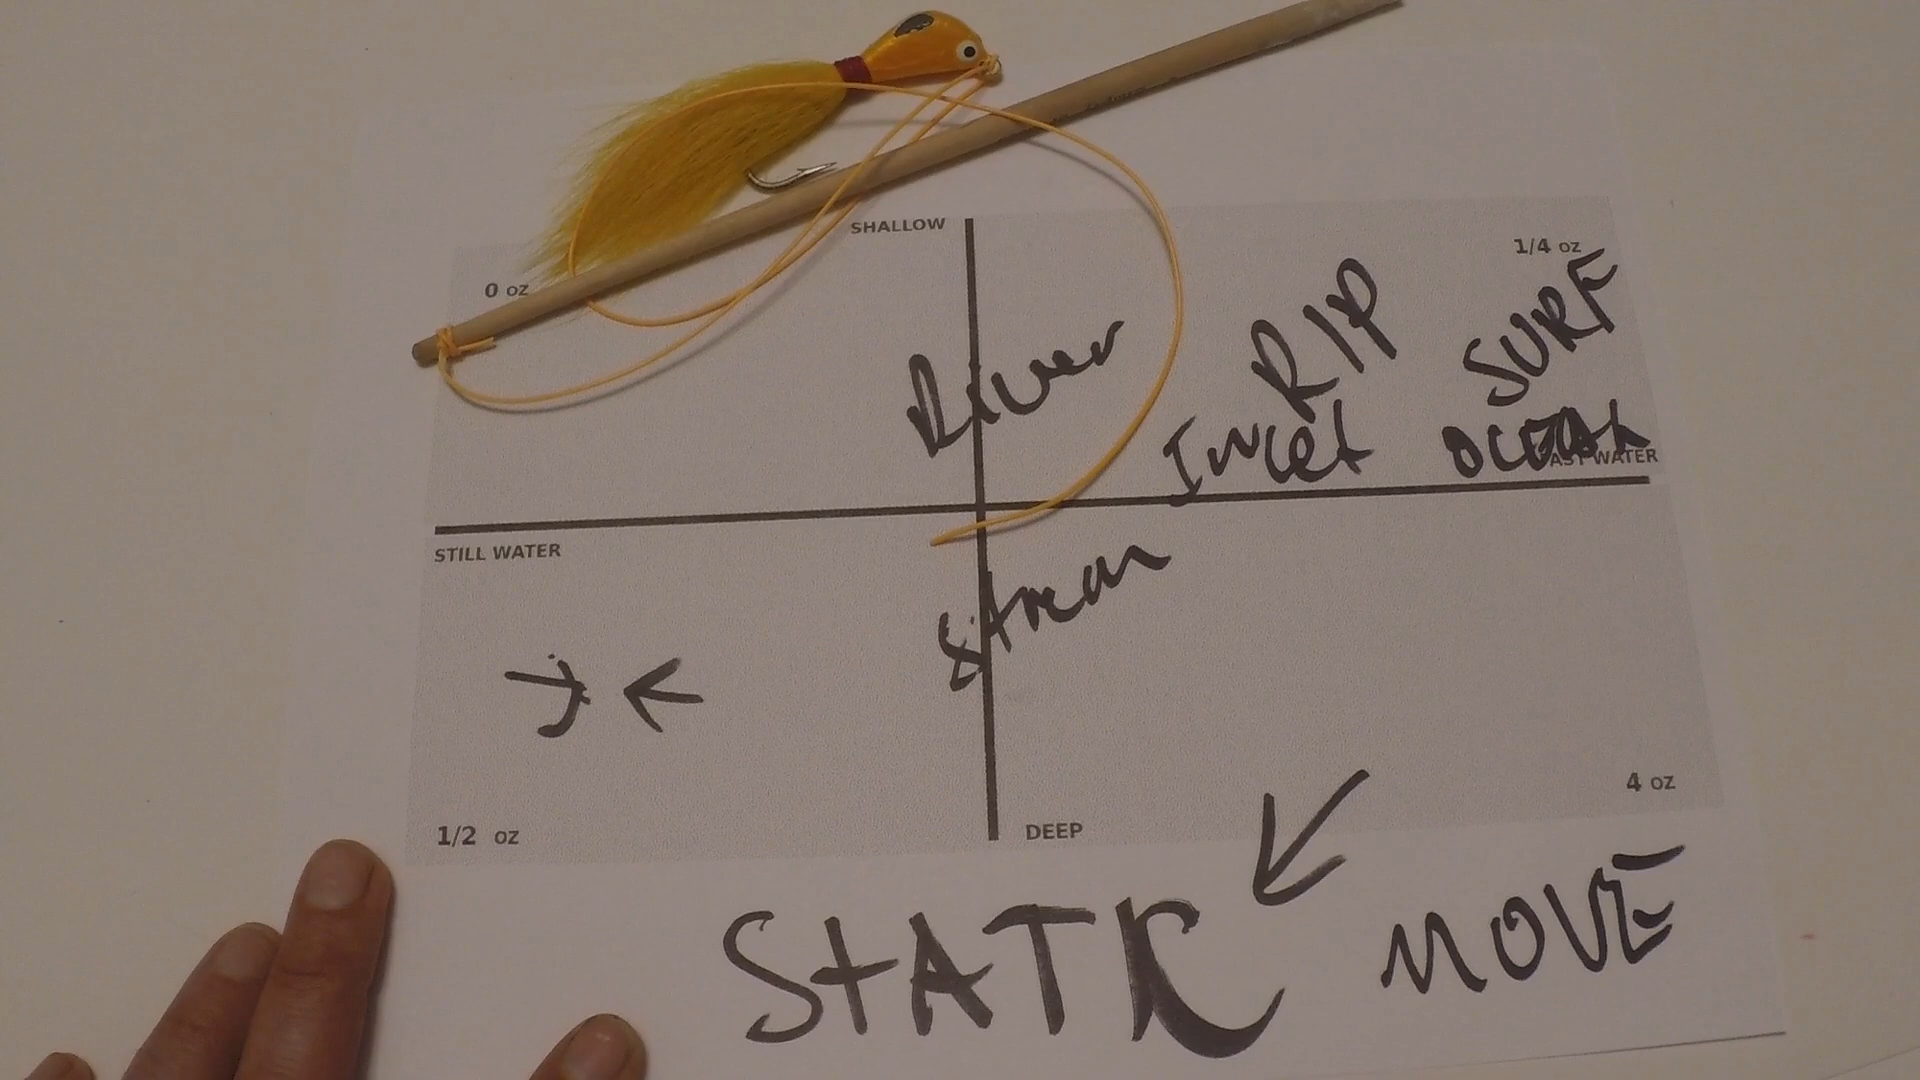 SHALLOW
1/4 oz
0 oz
RIP
SURF
River
Inlet
OCEAN
FAST WATER
STILL WATER
Stream
4 oz
1/2 oz
DEEP
STATIC
MOVE